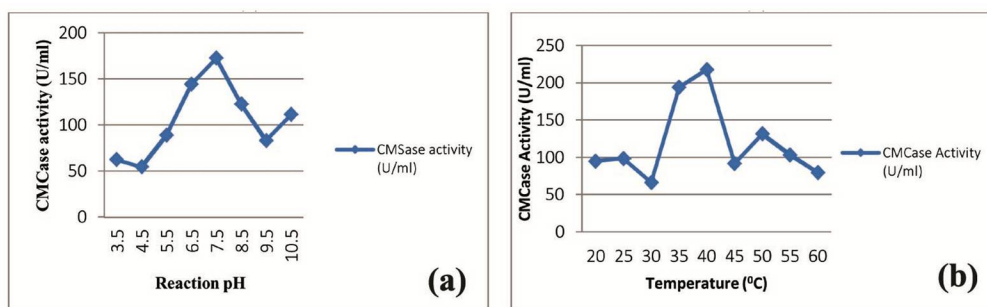 CMCase activity (U/ml)
200
150
100
50
0
3.5 4.5 5.5 6.5 7.5 8.5 9.5 10.5
Reaction pH
CMSase activity
(U/ml)
(a)
CMCase Activity (U/ml)
250
200
150
100
50
0
20 25 30 35 40 45 50 55 60
Temperature (⁰C)
CMCase Activity
(U/ml)
(b)